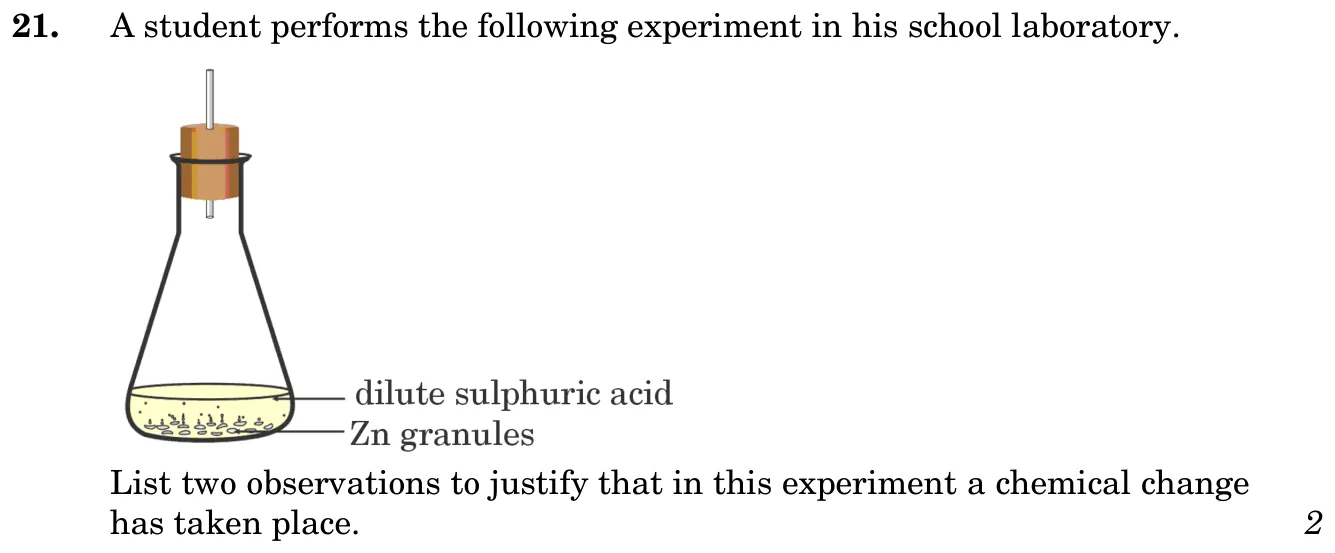 21. A student performs the following experiment in his school laboratory.
dilute sulphuric acid
Zn granules
List two observations to justify that in this experiment a chemical change
has taken place. 2